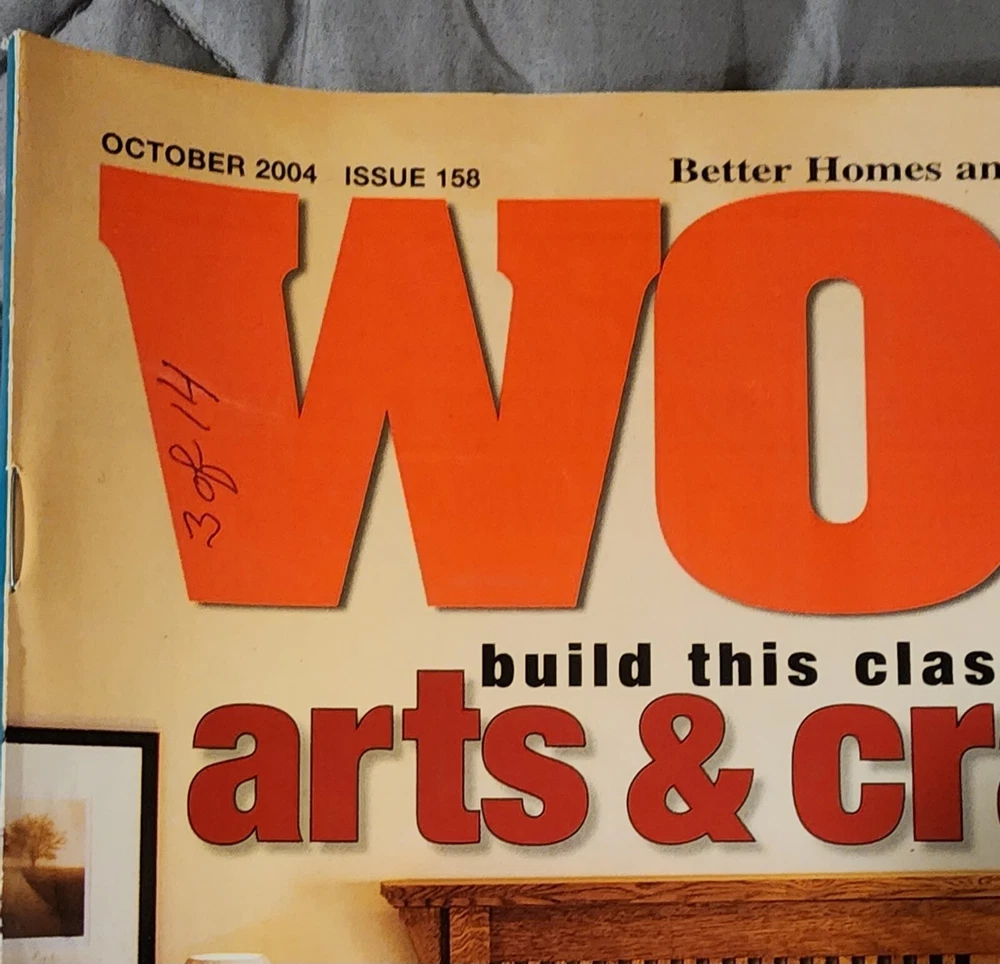 OCTOBER 2004 ISSUE 158
Better Homes an
WO
3 of 14
build this clas
arts & cr